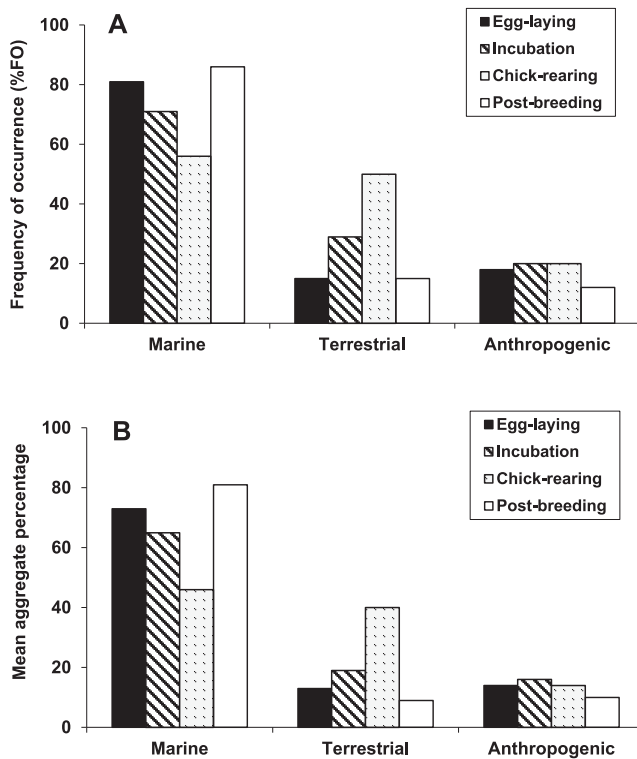 A
Egg-laying
Incubation
Chick-rearing
Post-breeding
Frequency of occurrence (%FO)
100
80
60
40
20
0
Marine Terrestrial Anthropogenic
B
Egg-laying
Incubation
Chick-rearing
Post-breeding
Mean aggregate percentage
100
80
60
40
20
0
Marine Terrestrial Anthropogenic